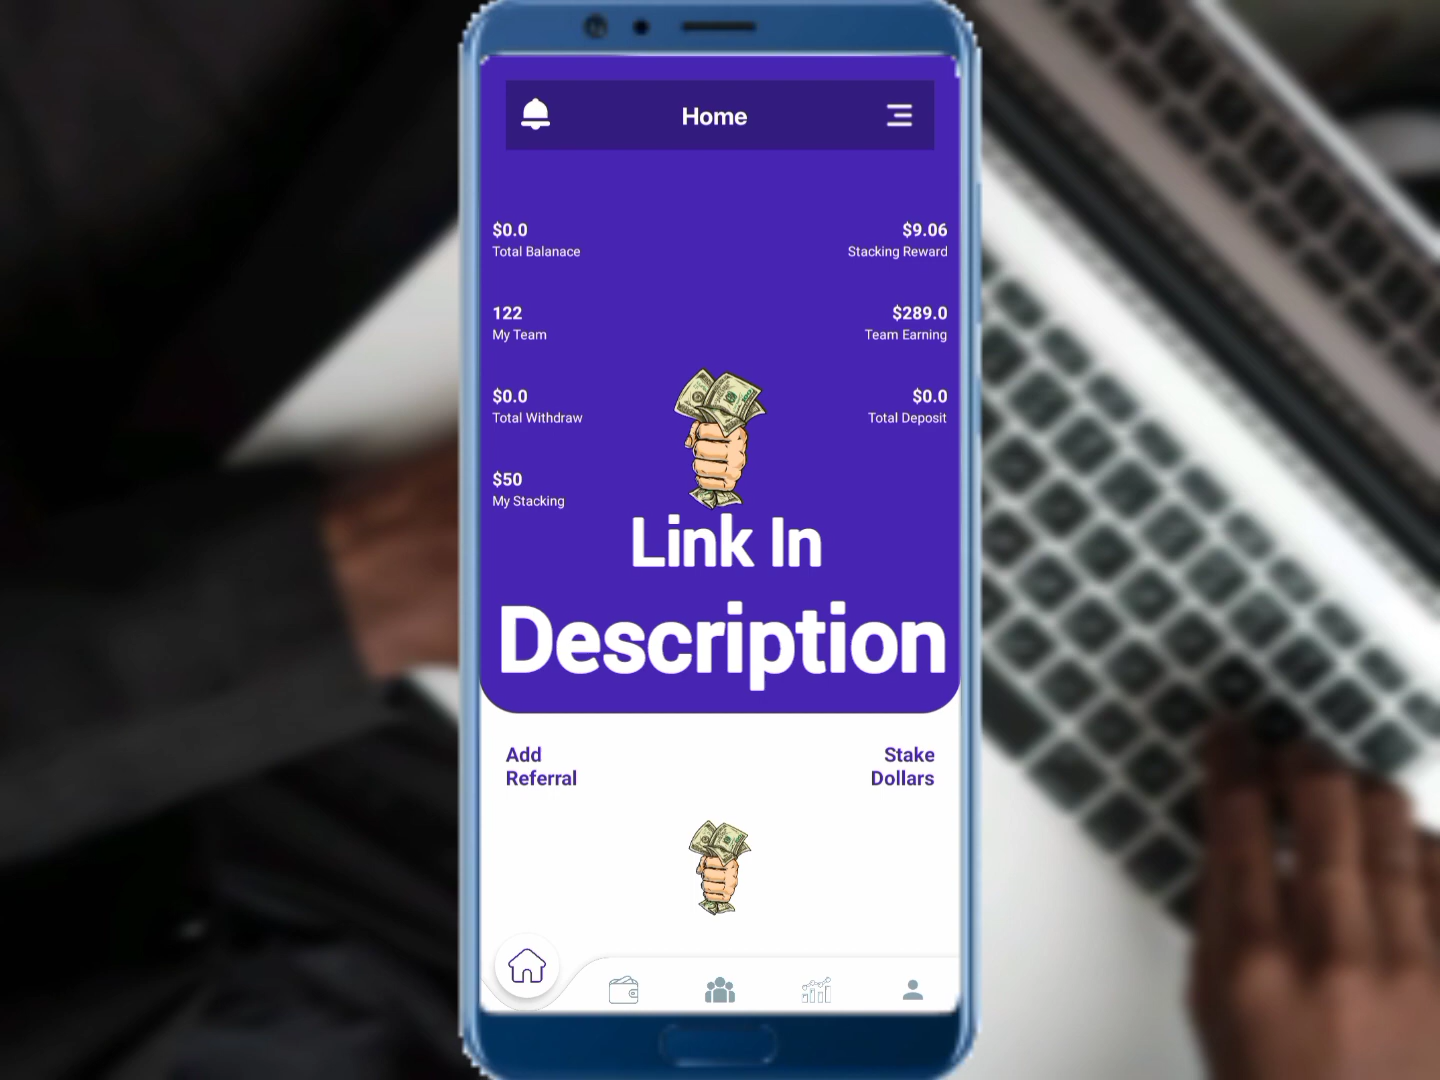 Home
$0.0
Total Balanace
$9.06
Stacking Reward
122
My Team
$289.0
Team Earning
$0.0
Total Withdraw
$0.0
Total Deposit
$50
My Stacking
Link In
Description
Add
Referral
Stake
Dollars